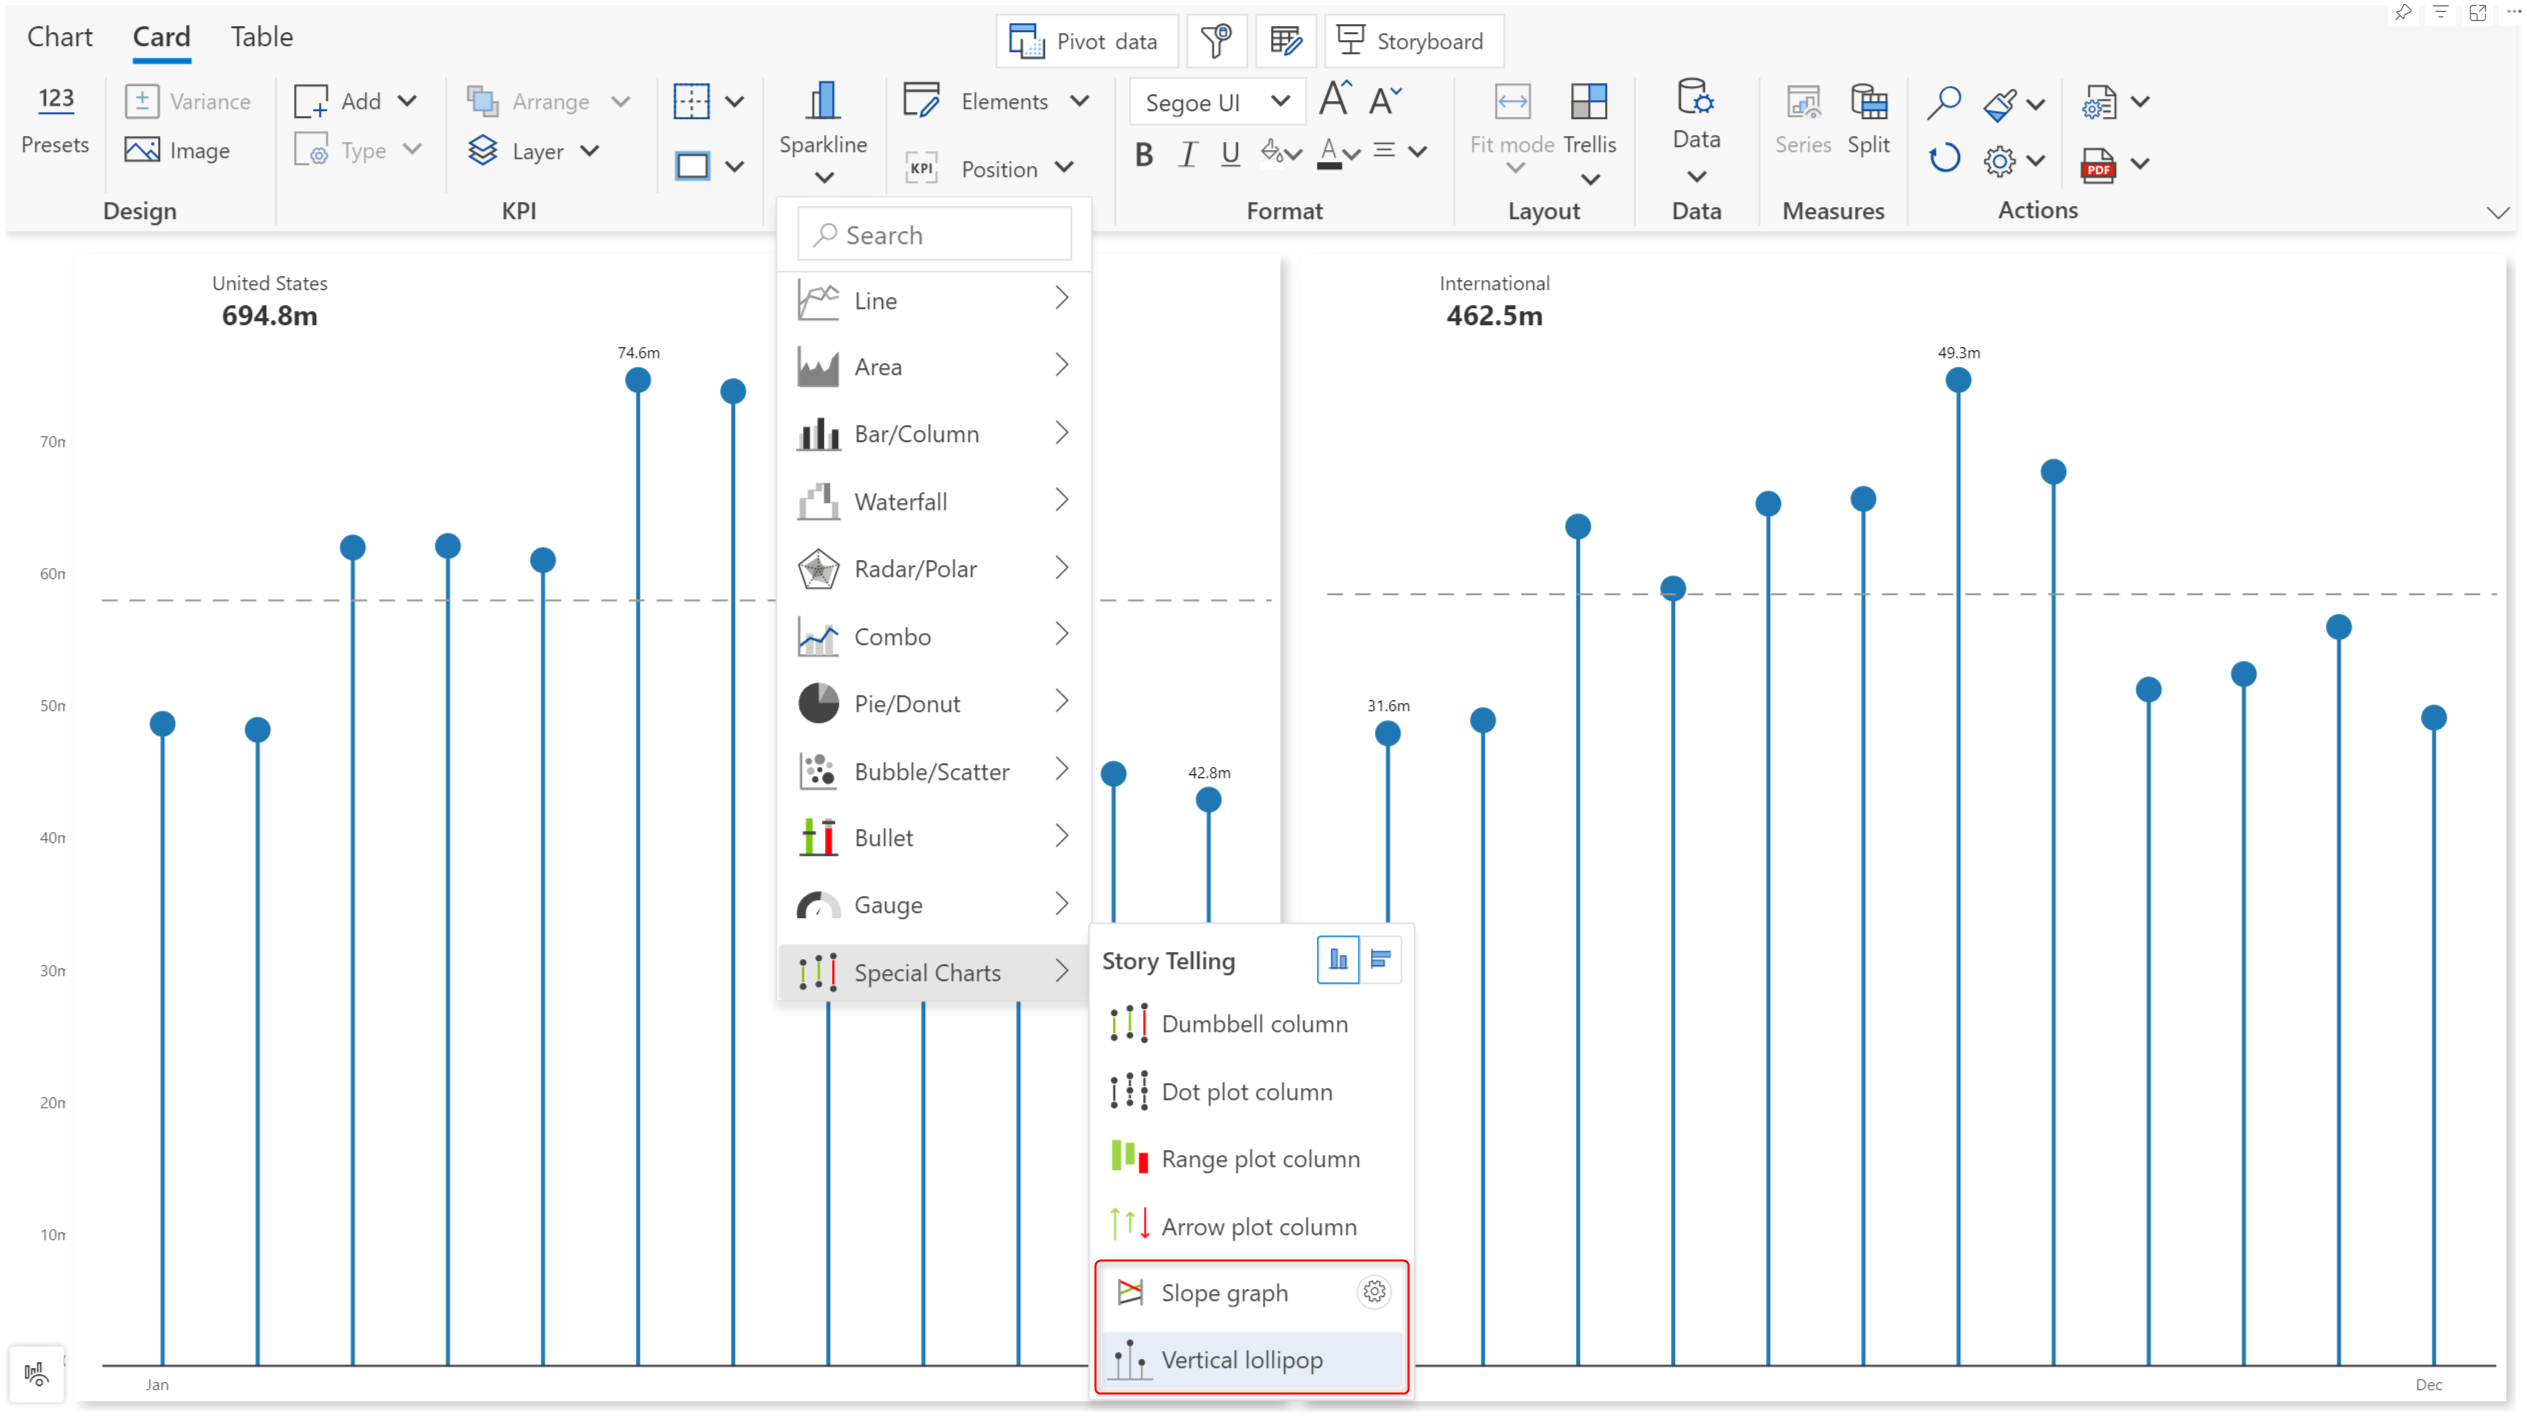 Chart Card Table
Pivot data
Storyboard
123
Presets
Variance
Image
Design
Add
Type
Arrange
Layer
KPI
Sparkline
Elements
KPI
Position
Segoe UI
A A
B I U A
Format
Fit mode
Trellis
Layout
Data
Data
Series
Split
Measures
PDF
Actions
Search
Line
Area
Bar/Column
Waterfall
Radar/Polar
Combo
Pie/Donut
Bubble/Scatter
Bullet
Gauge
Special Charts
Story Telling
Dumbbell column
Dot plot column
Range plot column
Arrow plot column
Slope graph
Vertical lollipop
United States
694.8m
74.6m
42.8m
70m
60m
50m
40m
30m
20m
10m
Jan
International
462.5m
49.3m
31.6m
Dec